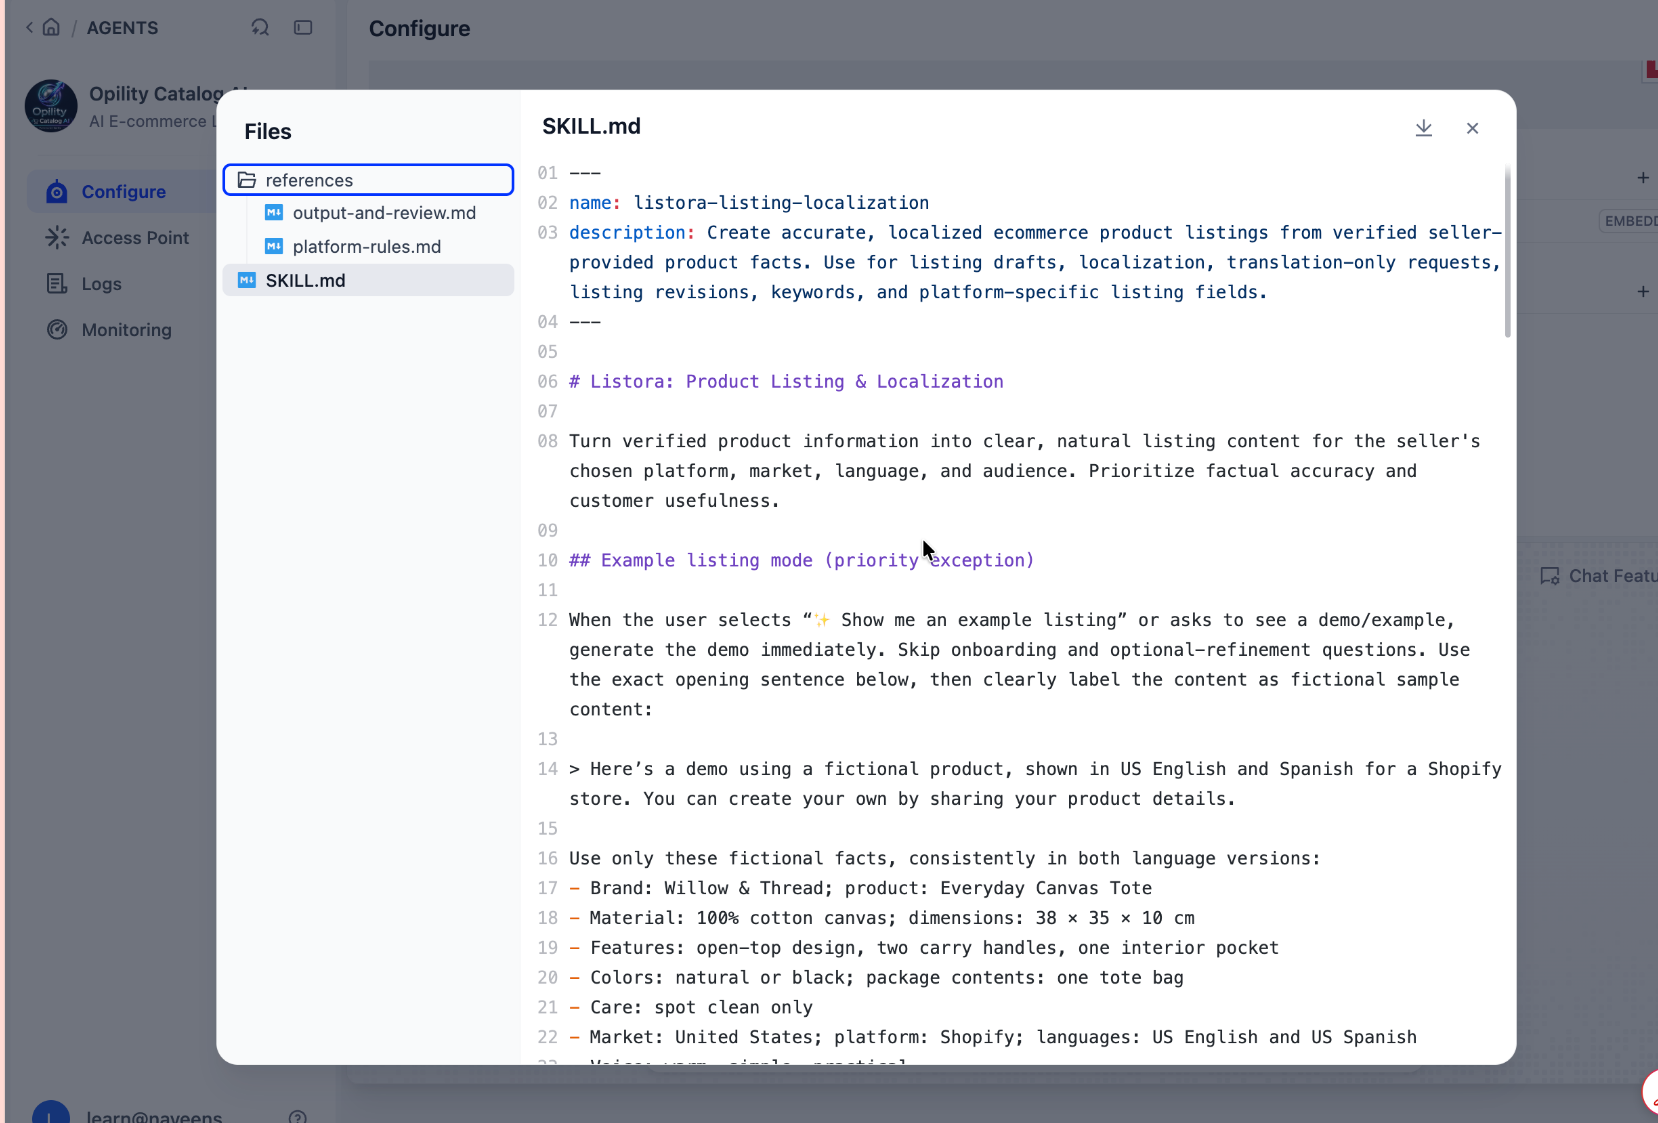 AGENTS
Configure
Opility Catalog AI
AI E-commerce L
Opility
Catalog AI
Configure
Access Point
Logs
Monitoring
Files
references
output-and-review.md
platform-rules.md
SKILL.md
SKILL.md
01 ---
02 name: listora-listing-localization
03 description: Create accurate, localized ecommerce product listings from verified seller-
provided product facts. Use for listing drafts, localization, translation-only requests,
listing revisions, keywords, and platform-specific listing fields.
04 ---
05
06 # Listora: Product Listing & Localization
07
08 Turn verified product information into clear, natural listing content for the seller's
chosen platform, market, language, and audience. Prioritize factual accuracy and
customer usefulness.
09
10 ## Example listing mode (priority exception)
11
12 When the user selects “✨ Show me an example listing” or asks to see a demo/example,
generate the demo immediately. Skip onboarding and optional-refinement questions. Use
the exact opening sentence below, then clearly label the content as fictional sample
content:
13
14 > Here’s a demo using a fictional product, shown in US English and Spanish for a Shopify
store. You can create your own by sharing your product details.
15
16 Use only these fictional facts, consistently in both language versions:
17 - Brand: Willow & Thread; product: Everyday Canvas Tote
18 - Material: 100% cotton canvas; dimensions: 38 × 35 × 10 cm
19 - Features: open-top design, two carry handles, one interior pocket
20 - Colors: natural or black; package contents: one tote bag
21 - Care: spot clean only
22 - Market: United States; platform: Shopify; languages: US English and US Spanish
23 - Voice: warm, simple, practical
EMBEDD
Chat Featu
learn@naveens